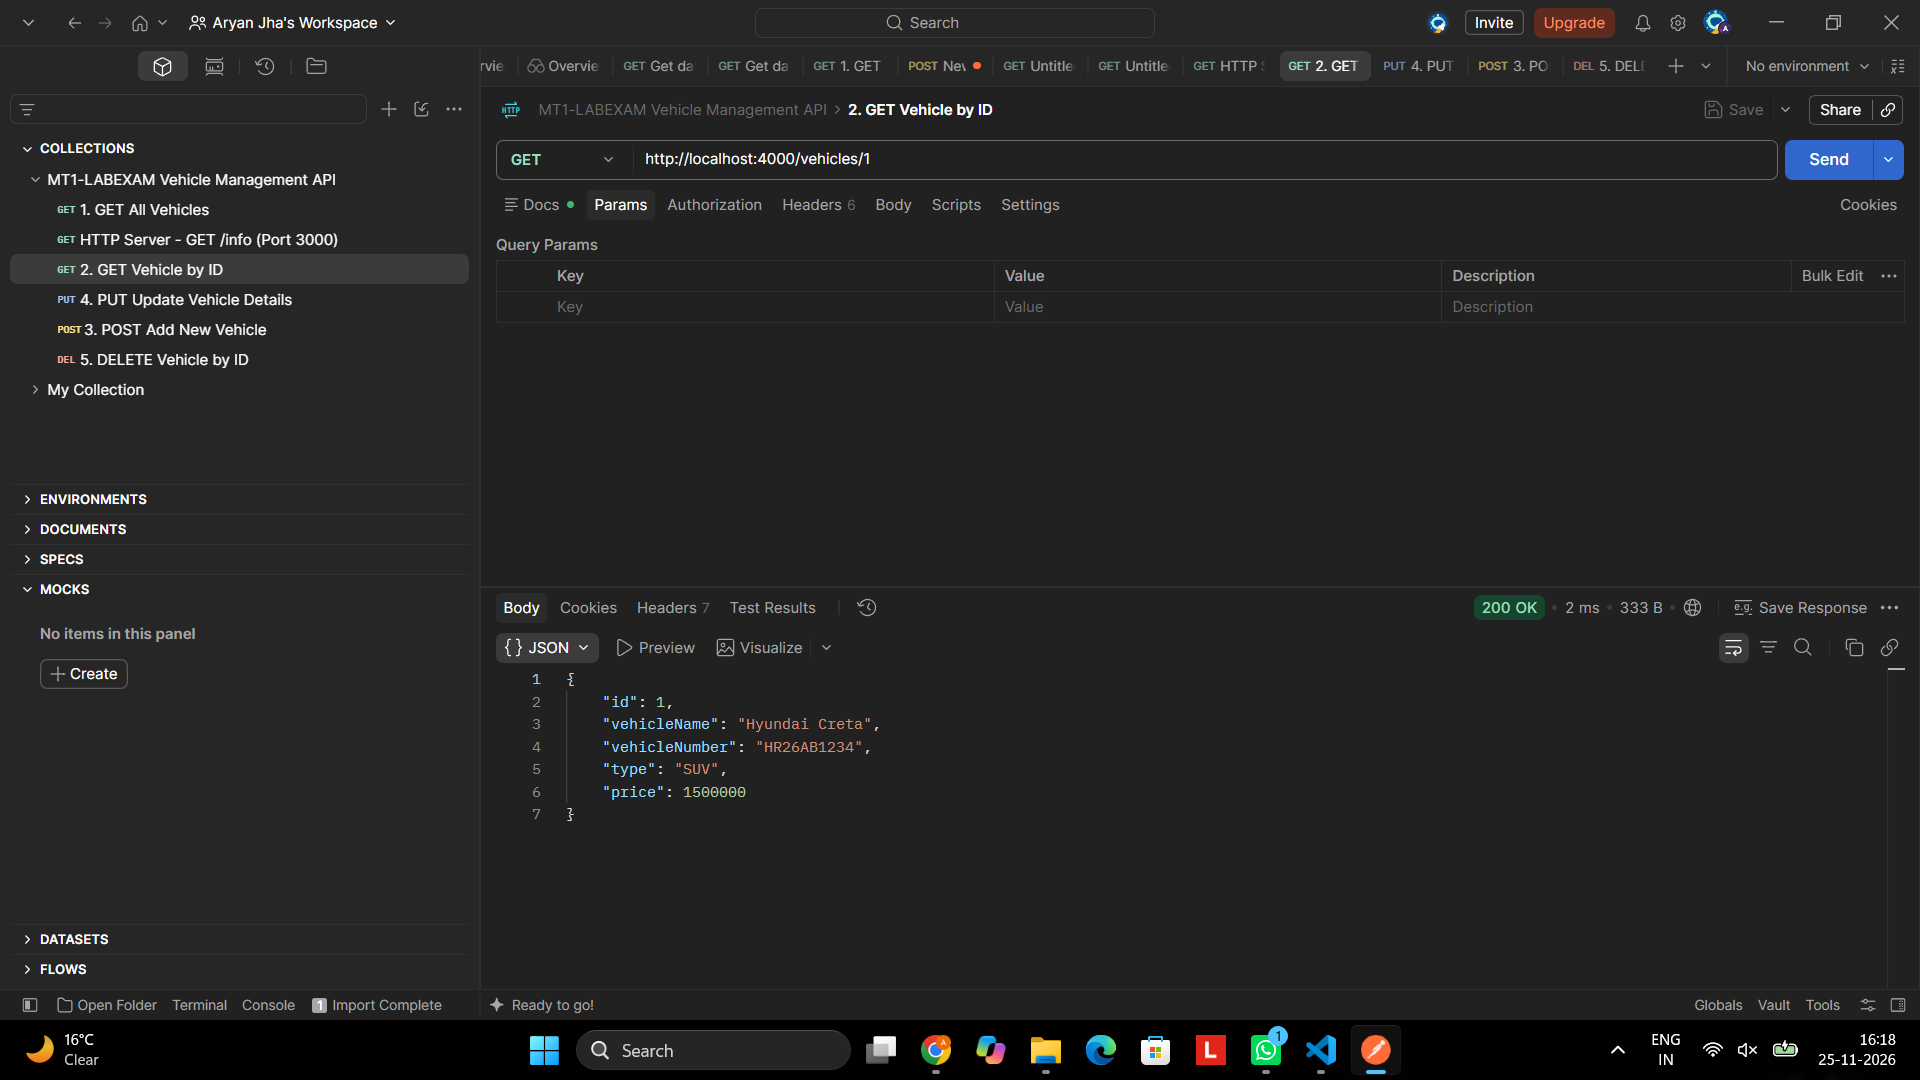 Aryan Jha's Workspace
Search
Invite
Upgrade
A
rvie
Overvie
GET Get da
GET Get da
GET 1. GET
POST Nev
GET Untitle
GET Untitle
GET HTTP S
GET 2. GET
PUT 4. PUT
POST 3. PO
DEL 5. DELE
No environment
HTTP MT1-LABEXAM Vehicle Management API > 2. GET Vehicle by ID
Save
Share
COLLECTIONS
MT1-LABEXAM Vehicle Management API
GET 1. GET All Vehicles
GET HTTP Server - GET /info (Port 3000)
GET 2. GET Vehicle by ID
PUT 4. PUT Update Vehicle Details
POST 3. POST Add New Vehicle
DEL 5. DELETE Vehicle by ID
My Collection
ENVIRONMENTS
DOCUMENTS
SPECS
MOCKS
No items in this panel
+ Create
DATASETS
FLOWS
GET
http://localhost:4000/vehicles/1
Send
Docs
Params
Authorization
Headers 6
Body
Scripts
Settings
Cookies
Query Params
Key Value Description Bulk Edit
Key Value Description
Body
Cookies
Headers 7
Test Results
200 OK
2 ms
333 B
e.g. Save Response
{} JSON
Preview
Visualize
1 {
2 "id": 1,
3 "vehicleName": "Hyundai Creta",
4 "vehicleNumber": "HR26AB1234",
5 "type": "SUV",
6 "price": 1500000
7 }
Open Folder
Terminal
Console
1 Import Complete
Ready to go!
Globals
Vault
Tools
16°C
Clear
Search
A
L
1
ENG
IN
16:18
25-11-2026